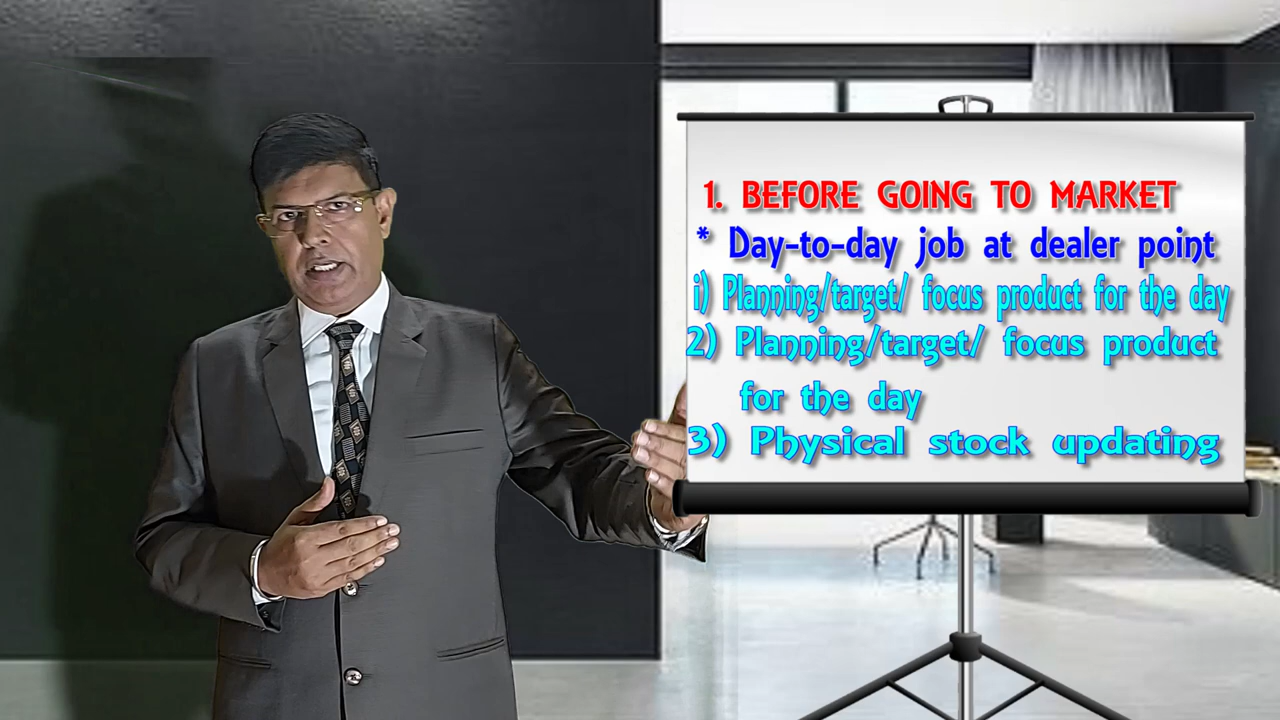 1. BEFORE GOING TO MARKET
* Day-to-day job at dealer point
i) Planning/target/ focus product for the day
2) Planning/target/ focus product
for the day
3) Physical stock updating